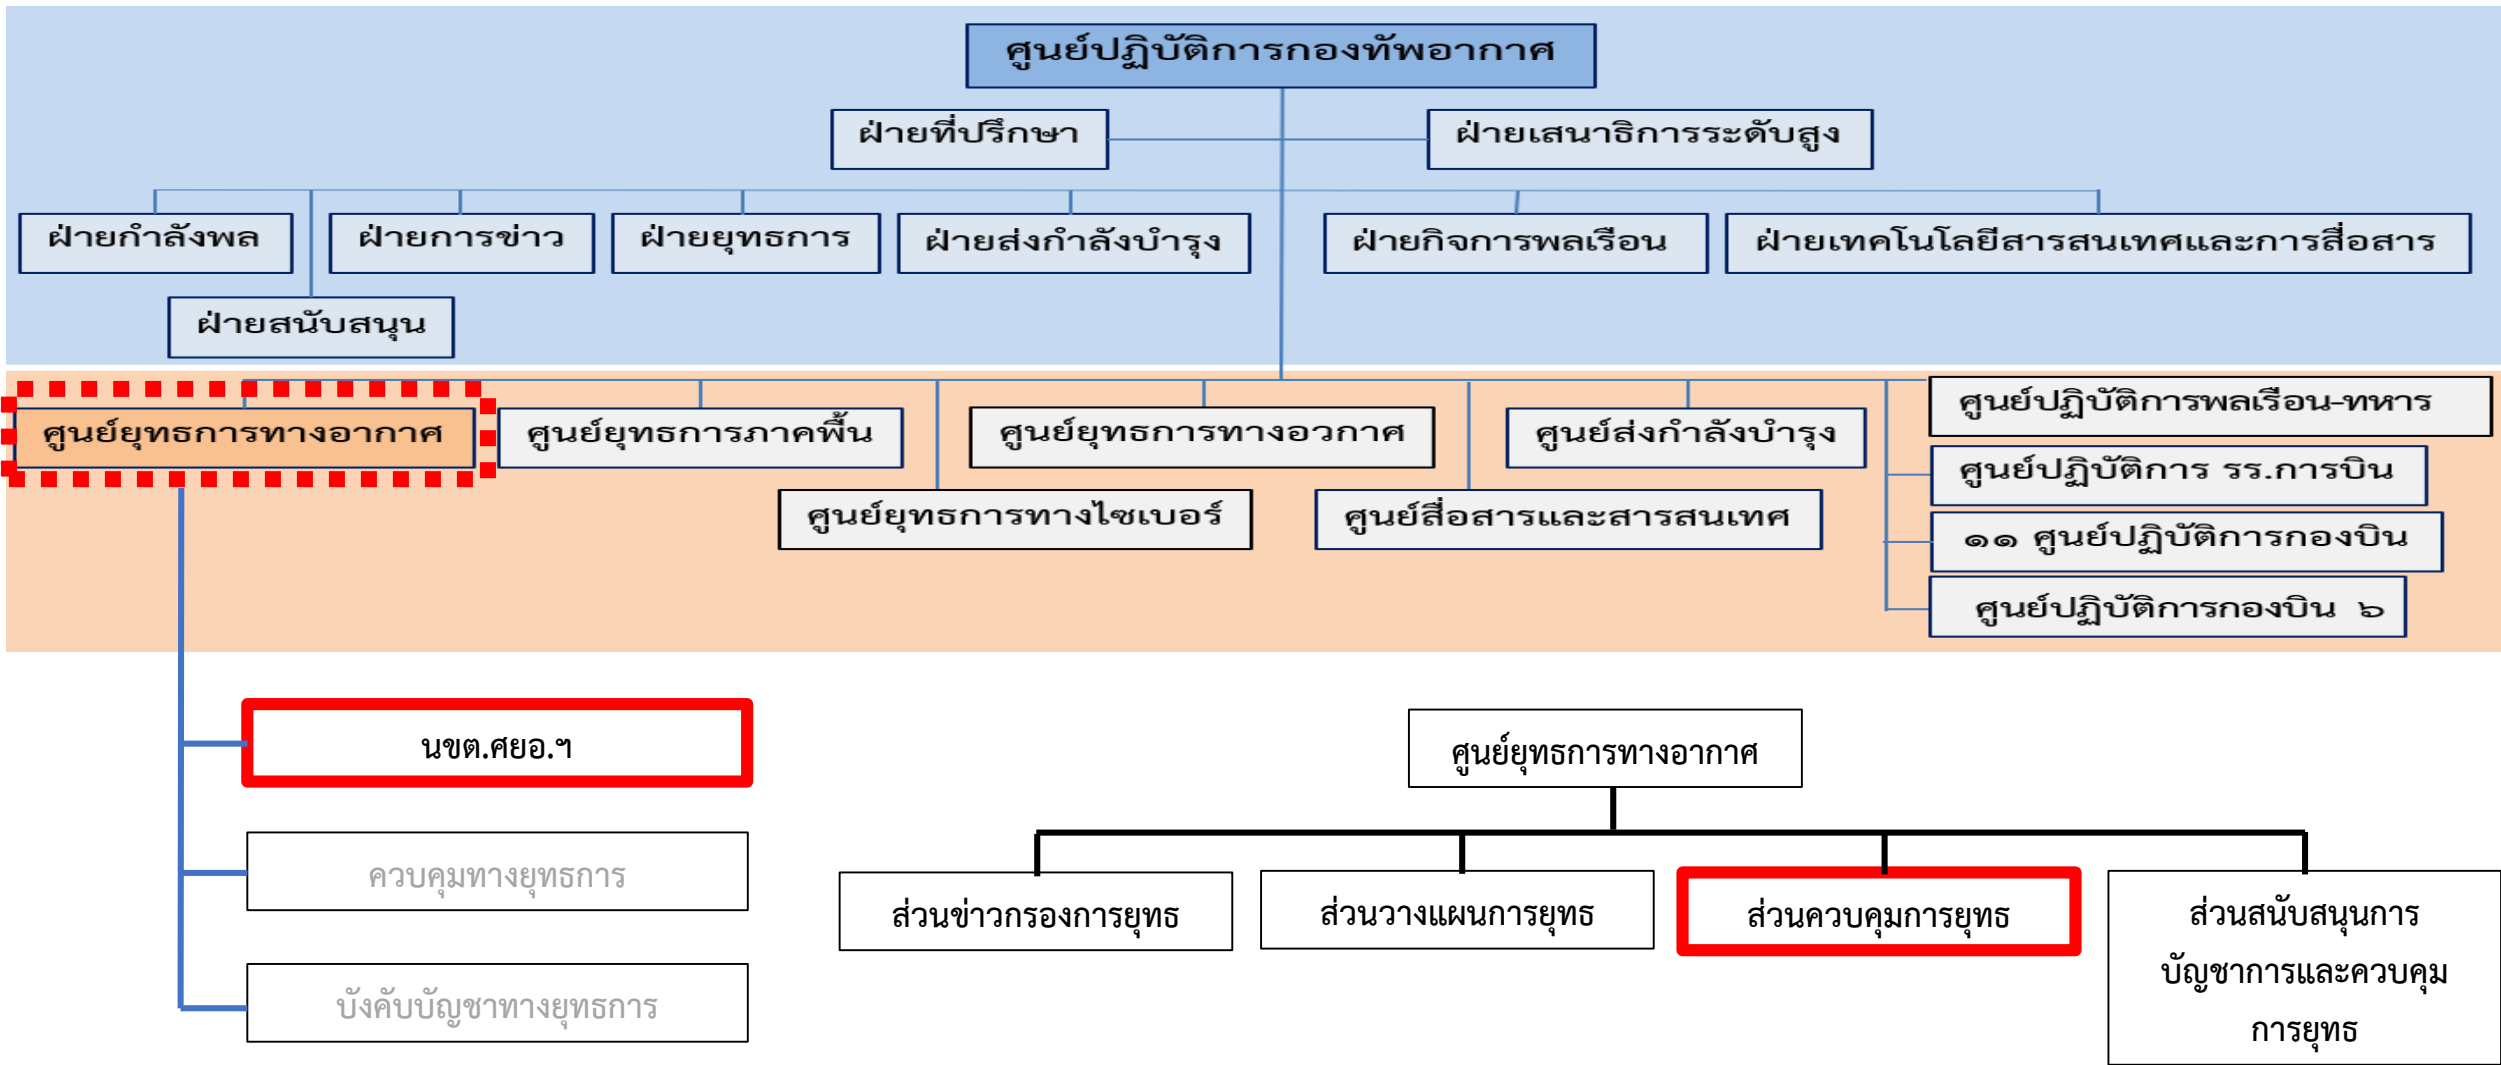 ศูนย์ปฏิบัติการกองทัพอากาศ
ฝ่ายที่ปรึกษา
ฝ่ายเสนาธิการระดับสูง
ฝ่ายกำลังพล
ฝ่ายการข่าว
ฝ่ายยุทธการ
ฝ่ายส่งกำลังบำรุง
ฝ่ายกิจการพลเรือน
ฝ่ายเทคโนโลยีสารสนเทศและการสื่อสาร
ฝ่ายสนับสนุน
ศูนย์ยุทธการทางอากาศ
ศูนย์ยุทธการภาคพื้น
ศูนย์ยุทธการทางอวกาศ
ศูนย์ส่งกำลังบำรุง
ศูนย์ปฏิบัติการพลเรือน-ทหาร
ศูนย์ปฏิบัติการ รร.การบิน
ศูนย์ยุทธการทางไซเบอร์
ศูนย์สื่อสารและสารสนเทศ
๑๑ ศูนย์ปฏิบัติการกองบิน
ศูนย์ปฏิบัติการกองบิน ๖
นขต.ศยอ.ฯ
ควบคุมทางยุทธการ
บังคับบัญชาทางยุทธการ
ศูนย์ยุทธการทางอากาศ
ส่วนข่าวกรองการยุทธ
ส่วนวางแผนการยุทธ
ส่วนควบคุมการยุทธ
ส่วนสนับสนุนการ
บัญชาการและควบคุม
การยุทธ